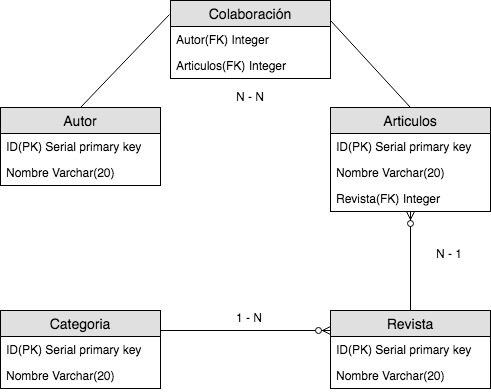 Colaboración
Autor(FK) Integer
Articulos(FK) Integer
N - N
Autor
ID(PK) Serial primary key
Nombre Varchar(20)
Articulos
ID(PK) Serial primary key
Nombre Varchar(20)
Revista(FK) Integer
N - 1
Categoria
ID(PK) Serial primary key
Nombre Varchar(20)
1 - N
Revista
ID(PK) Serial primary key
Nombre Varchar(20)